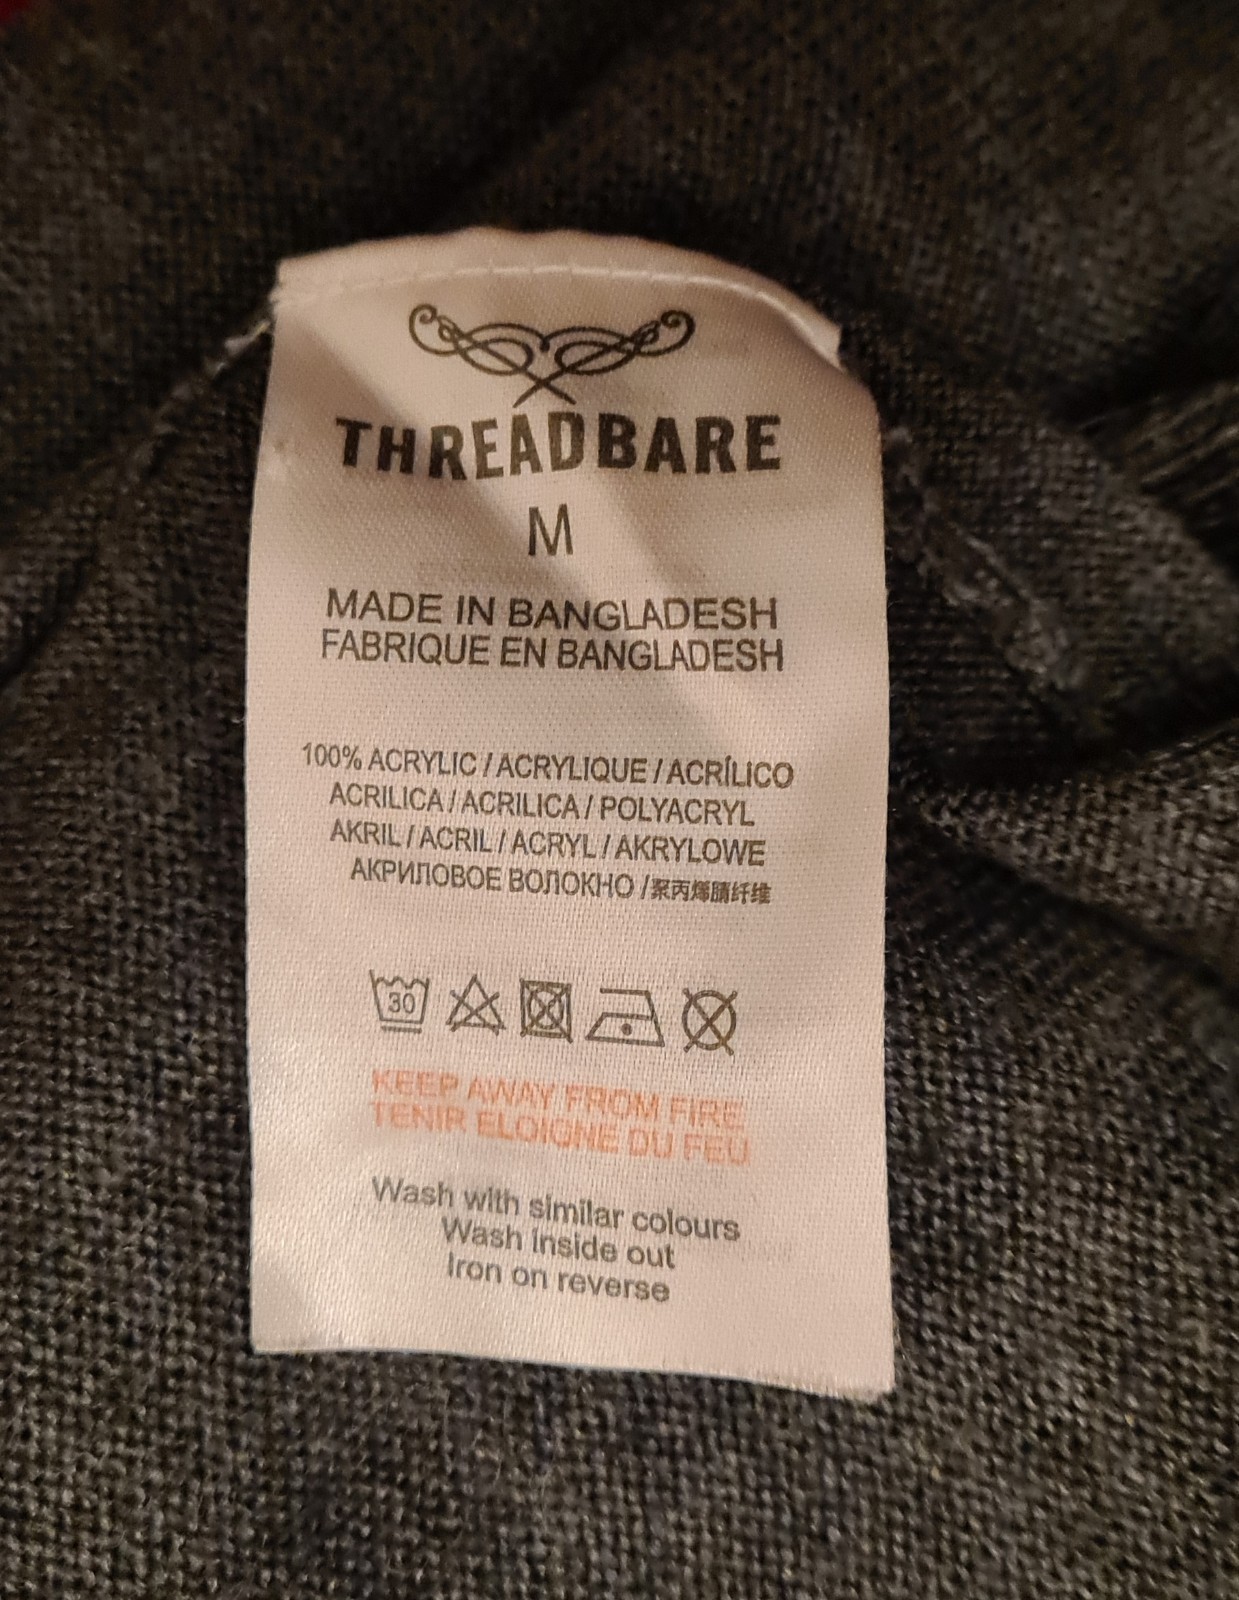 THREADBARE
M
MADE IN BANGLADESH
FABRIQUE EN BANGLADESH
100% ACRYLIC / ACRYLIQUE / ACRÍLICO
ACRILICA / ACRILICA / POLYACRYL
AKRIL / ACRIL / ACRYL / AKRYLOWE
АКРИЛОВОЕ ВОЛОКНО / 聚丙烯腈纤维
30
KEEP AWAY FROM FIRE
TENIR ELOIGNE DU FEU
Wash with similar colours
Wash inside out
Iron on reverse